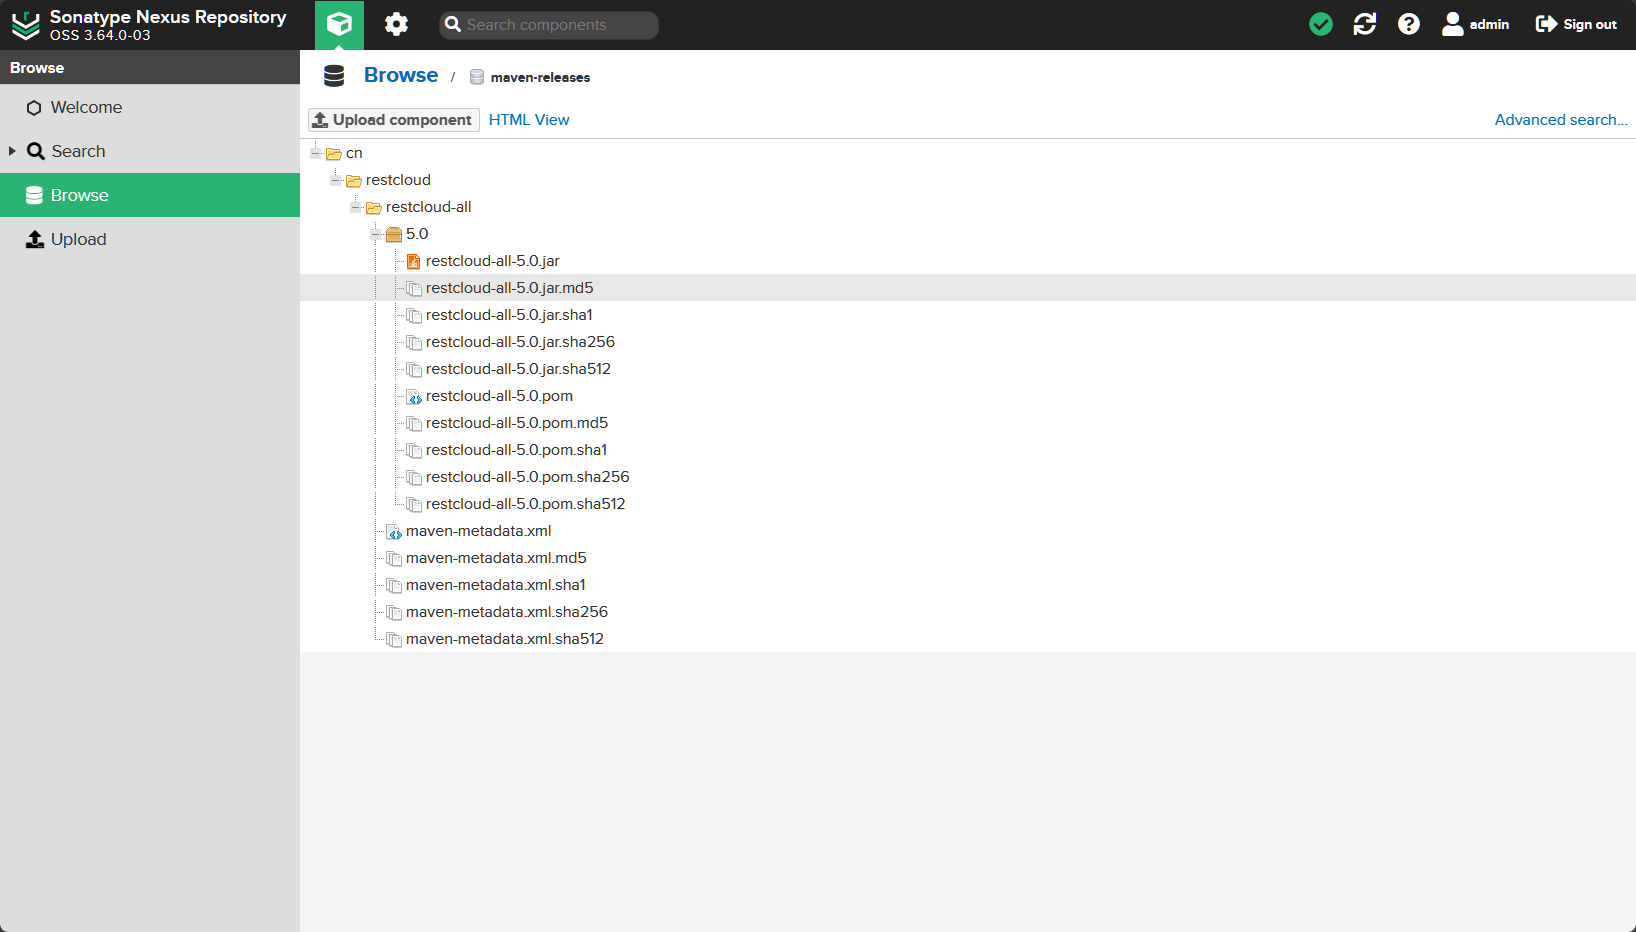 Sonatype Nexus Repository
OSS 3.64.0-03
Search components
admin
Sign out
Browse
Welcome
Search
Browse
Upload
Browse / maven-releases
Upload component
HTML View
Advanced search...
cn
restcloud
restcloud-all
5.0
restcloud-all-5.0.jar
restcloud-all-5.0.jar.md5
restcloud-all-5.0.jar.sha1
restcloud-all-5.0.jar.sha256
restcloud-all-5.0.jar.sha512
restcloud-all-5.0.pom
restcloud-all-5.0.pom.md5
restcloud-all-5.0.pom.sha1
restcloud-all-5.0.pom.sha256
restcloud-all-5.0.pom.sha512
maven-metadata.xml
maven-metadata.xml.md5
maven-metadata.xml.sha1
maven-metadata.xml.sha256
maven-metadata.xml.sha512